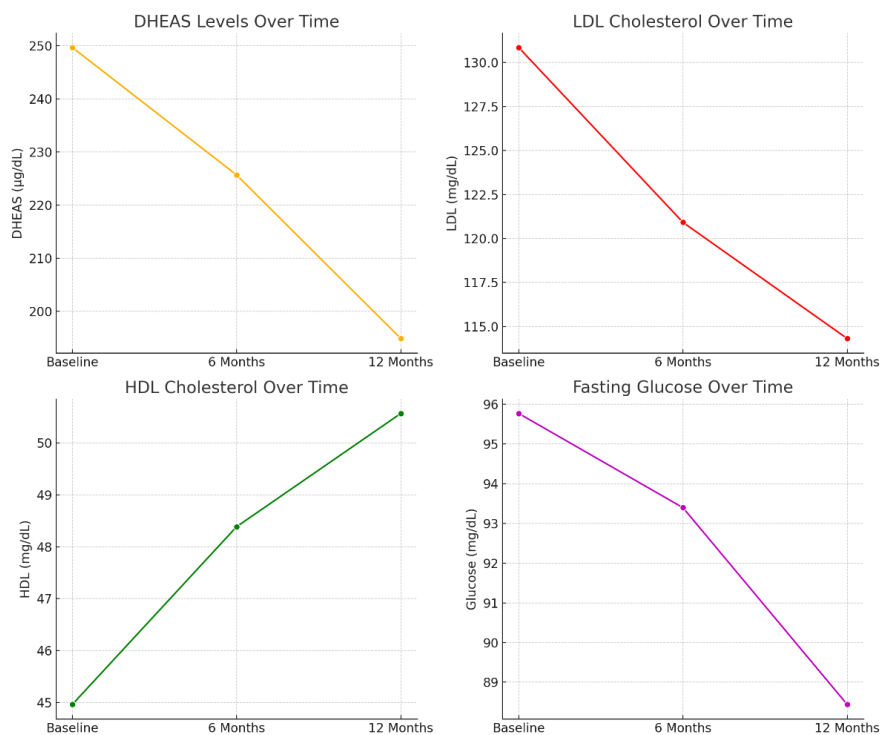 DHEAS Levels Over Time
DHEAS (µg/dL)
250
240
230
220
210
200
Baseline
6 Months
12 Months
LDL Cholesterol Over Time
LDL (mg/dL)
130.0
127.5
125.0
122.5
120.0
117.5
115.0
Baseline
6 Months
12 Months
HDL Cholesterol Over Time
HDL (mg/dL)
50
49
48
47
46
45
Baseline
6 Months
12 Months
Fasting Glucose Over Time
Glucose (mg/dL)
96
95
94
93
92
91
90
89
Baseline
6 Months
12 Months